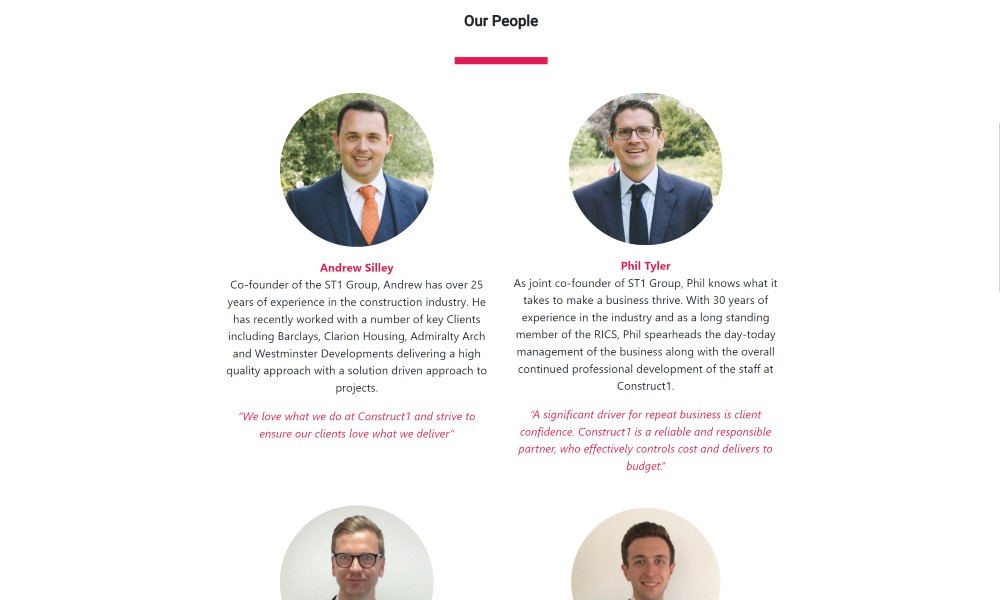 Our People
Andrew Silley
Co-founder of the ST1 Group, Andrew has over 25
years of experience in the construction industry. He
has recently worked with a number of key Clients
including Barclays, Clarion Housing, Admiralty Arch
and Westminster Developments delivering a high
quality approach with a solution driven approach to
projects.
"We love what we do at Construct1 and strive to
ensure our clients love what we deliver"
Phil Tyler
As joint co-founder of ST1 Group, Phil knows what it
takes to make a business thrive. With 30 years of
experience in the industry and as a long standing
member of the RICS, Phil spearheads the day-today
management of the business along with the overall
continued professional development of the staff at
Construct1.
"A significant driver for repeat business is client
confidence. Construct1 is a reliable and responsible
partner, who effectively controls cost and delivers to
budget."